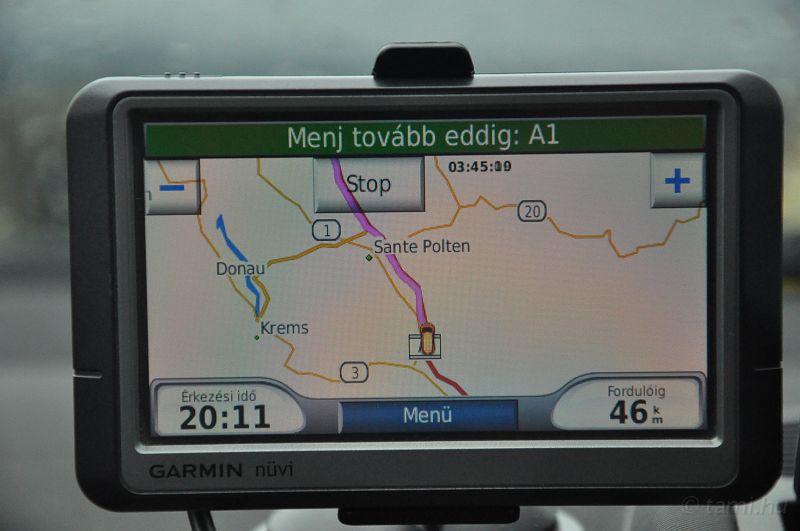 Menj tovább eddig: A1
03:45:09
Stop
20
1
Sante Polten
Donau
Krems
3
Érkezési idő
20:11
Menü
Fordulóig
46 km
GARMIN nüvi
© tami.hu